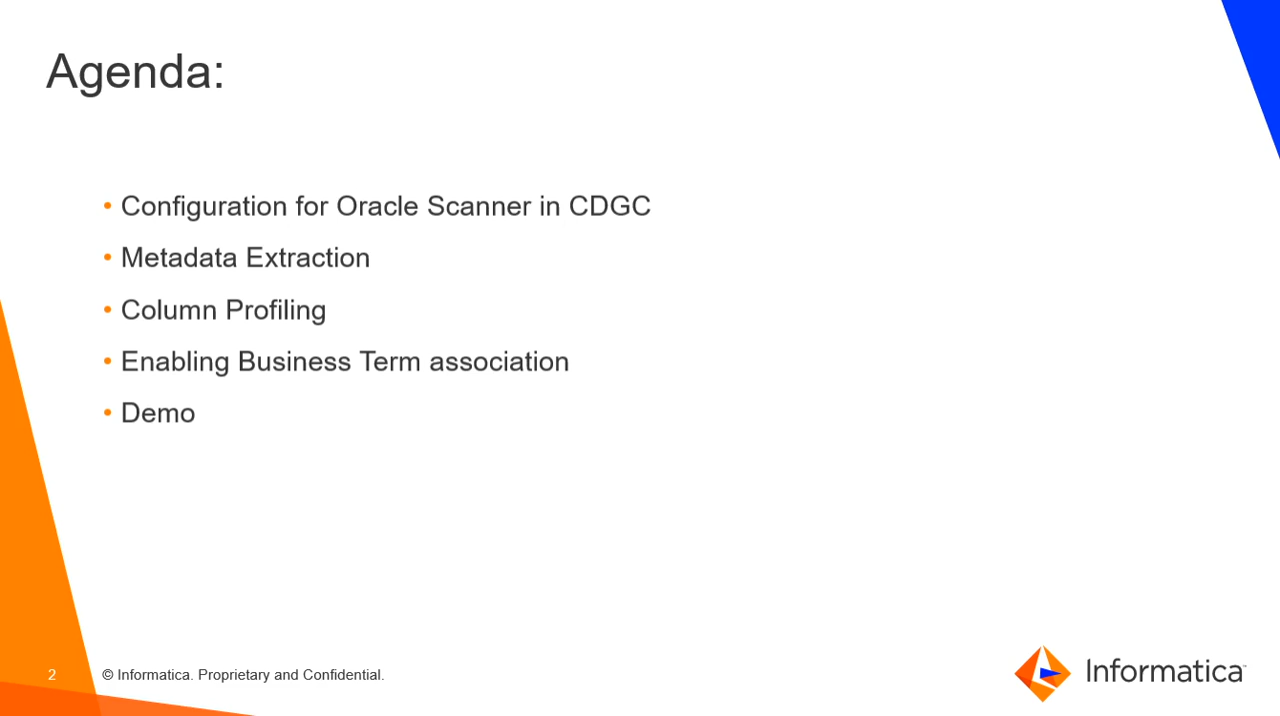 Agenda:
• Configuration for Oracle Scanner in CDGC
• Metadata Extraction
• Column Profiling
• Enabling Business Term association
• Demo
2
© Informatica. Proprietary and Confidential.
Informatica